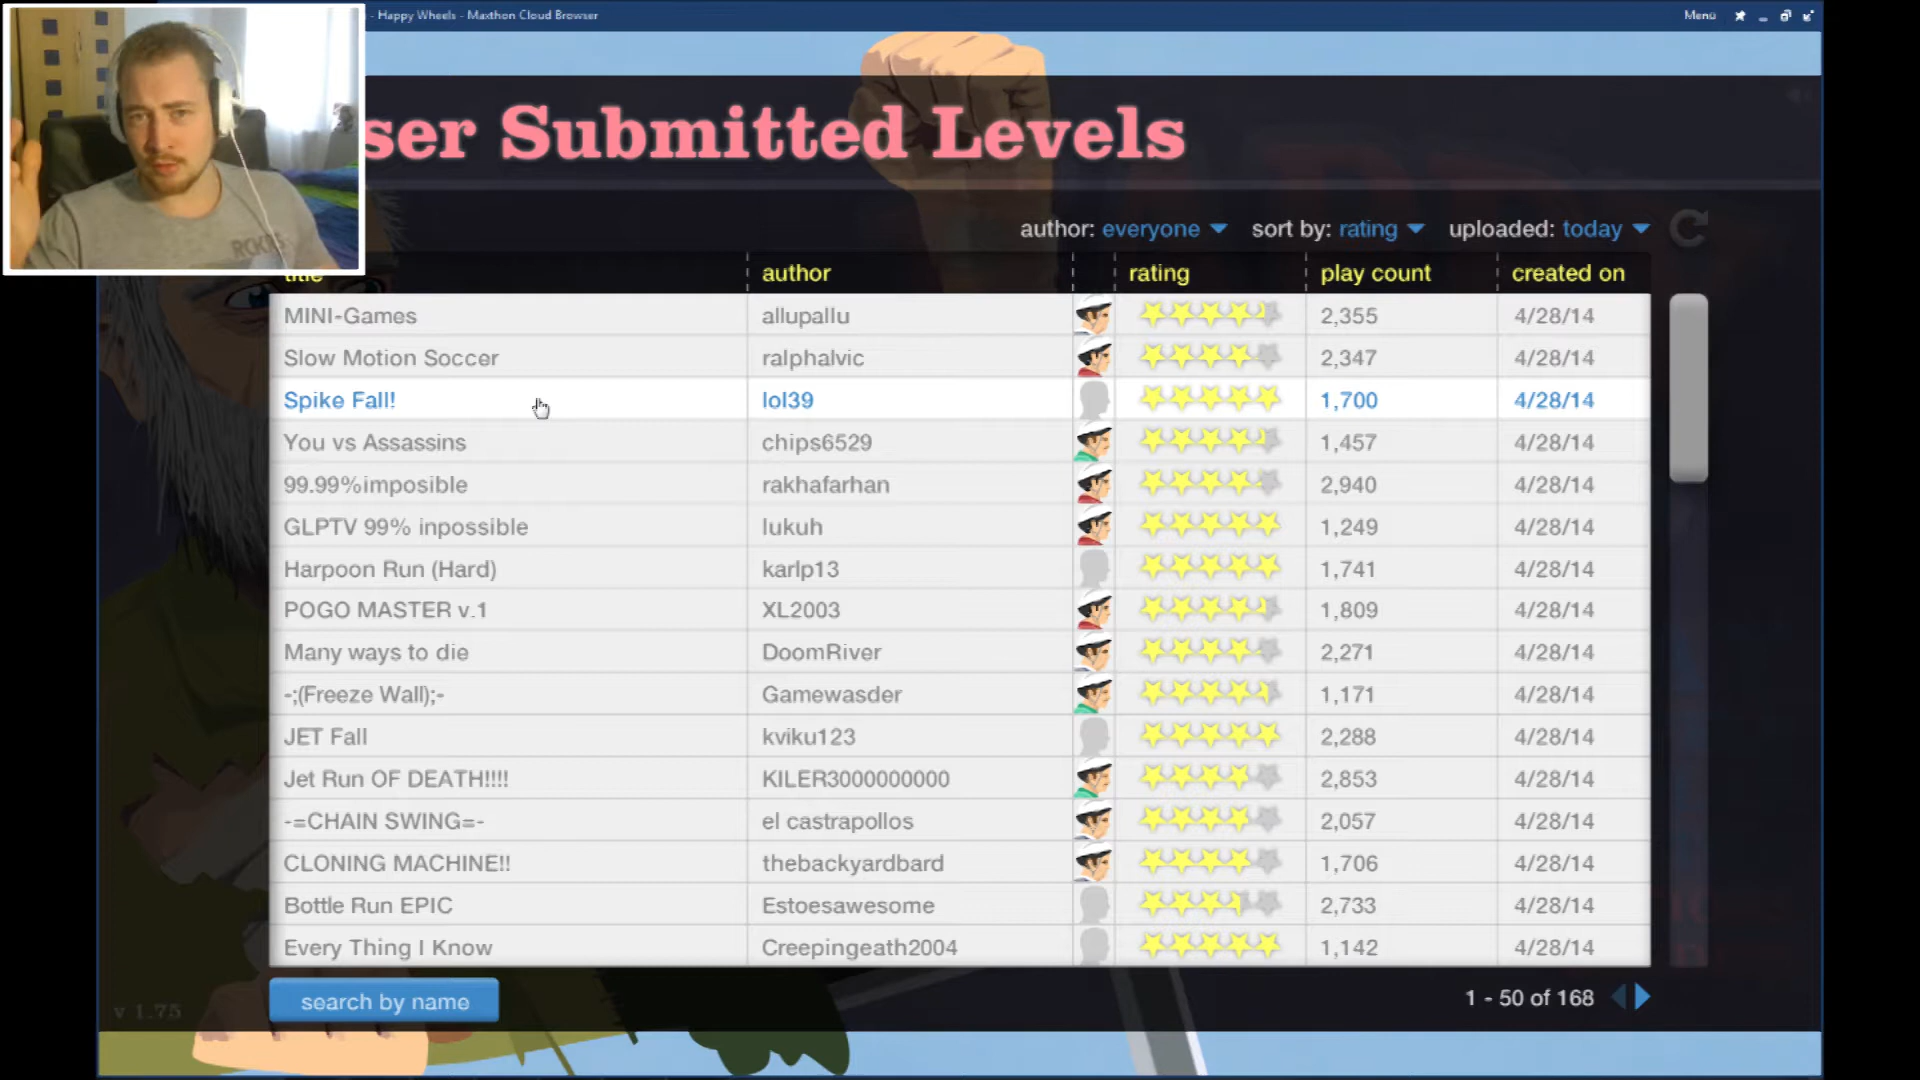 - Happy Wheels - Maxthon Cloud Browser
Menü
ser Submitted Levels
author: everyone sort by: rating uploaded: today
title author rating play count created on
MINI-Games allupallu 2,355 4/28/14
Slow Motion Soccer ralphalvic 2,347 4/28/14
Spike Fall! lol39 1,700 4/28/14
You vs Assassins chips6529 1,457 4/28/14
99.99%imposible rakhafarhan 2,940 4/28/14
GLPTV 99% inpossible lukuh 1,249 4/28/14
Harpoon Run (Hard) karlp13 1,741 4/28/14
POGO MASTER v.1 XL2003 1,809 4/28/14
Many ways to die DoomRiver 2,271 4/28/14
-;(Freeze Wall);- Gamewasder 1,171 4/28/14
JET Fall kviku123 2,288 4/28/14
Jet Run OF DEATH!!!! KILER3000000000 2,853 4/28/14
-=CHAIN SWING=- el castrapollos 2,057 4/28/14
CLONING MACHINE!! thebackyardbard 1,706 4/28/14
Bottle Run EPIC Estoesawesome 2,733 4/28/14
Every Thing I Know Creepingeath2004 1,142 4/28/14
search by name
1 - 50 of 168
v 1.75